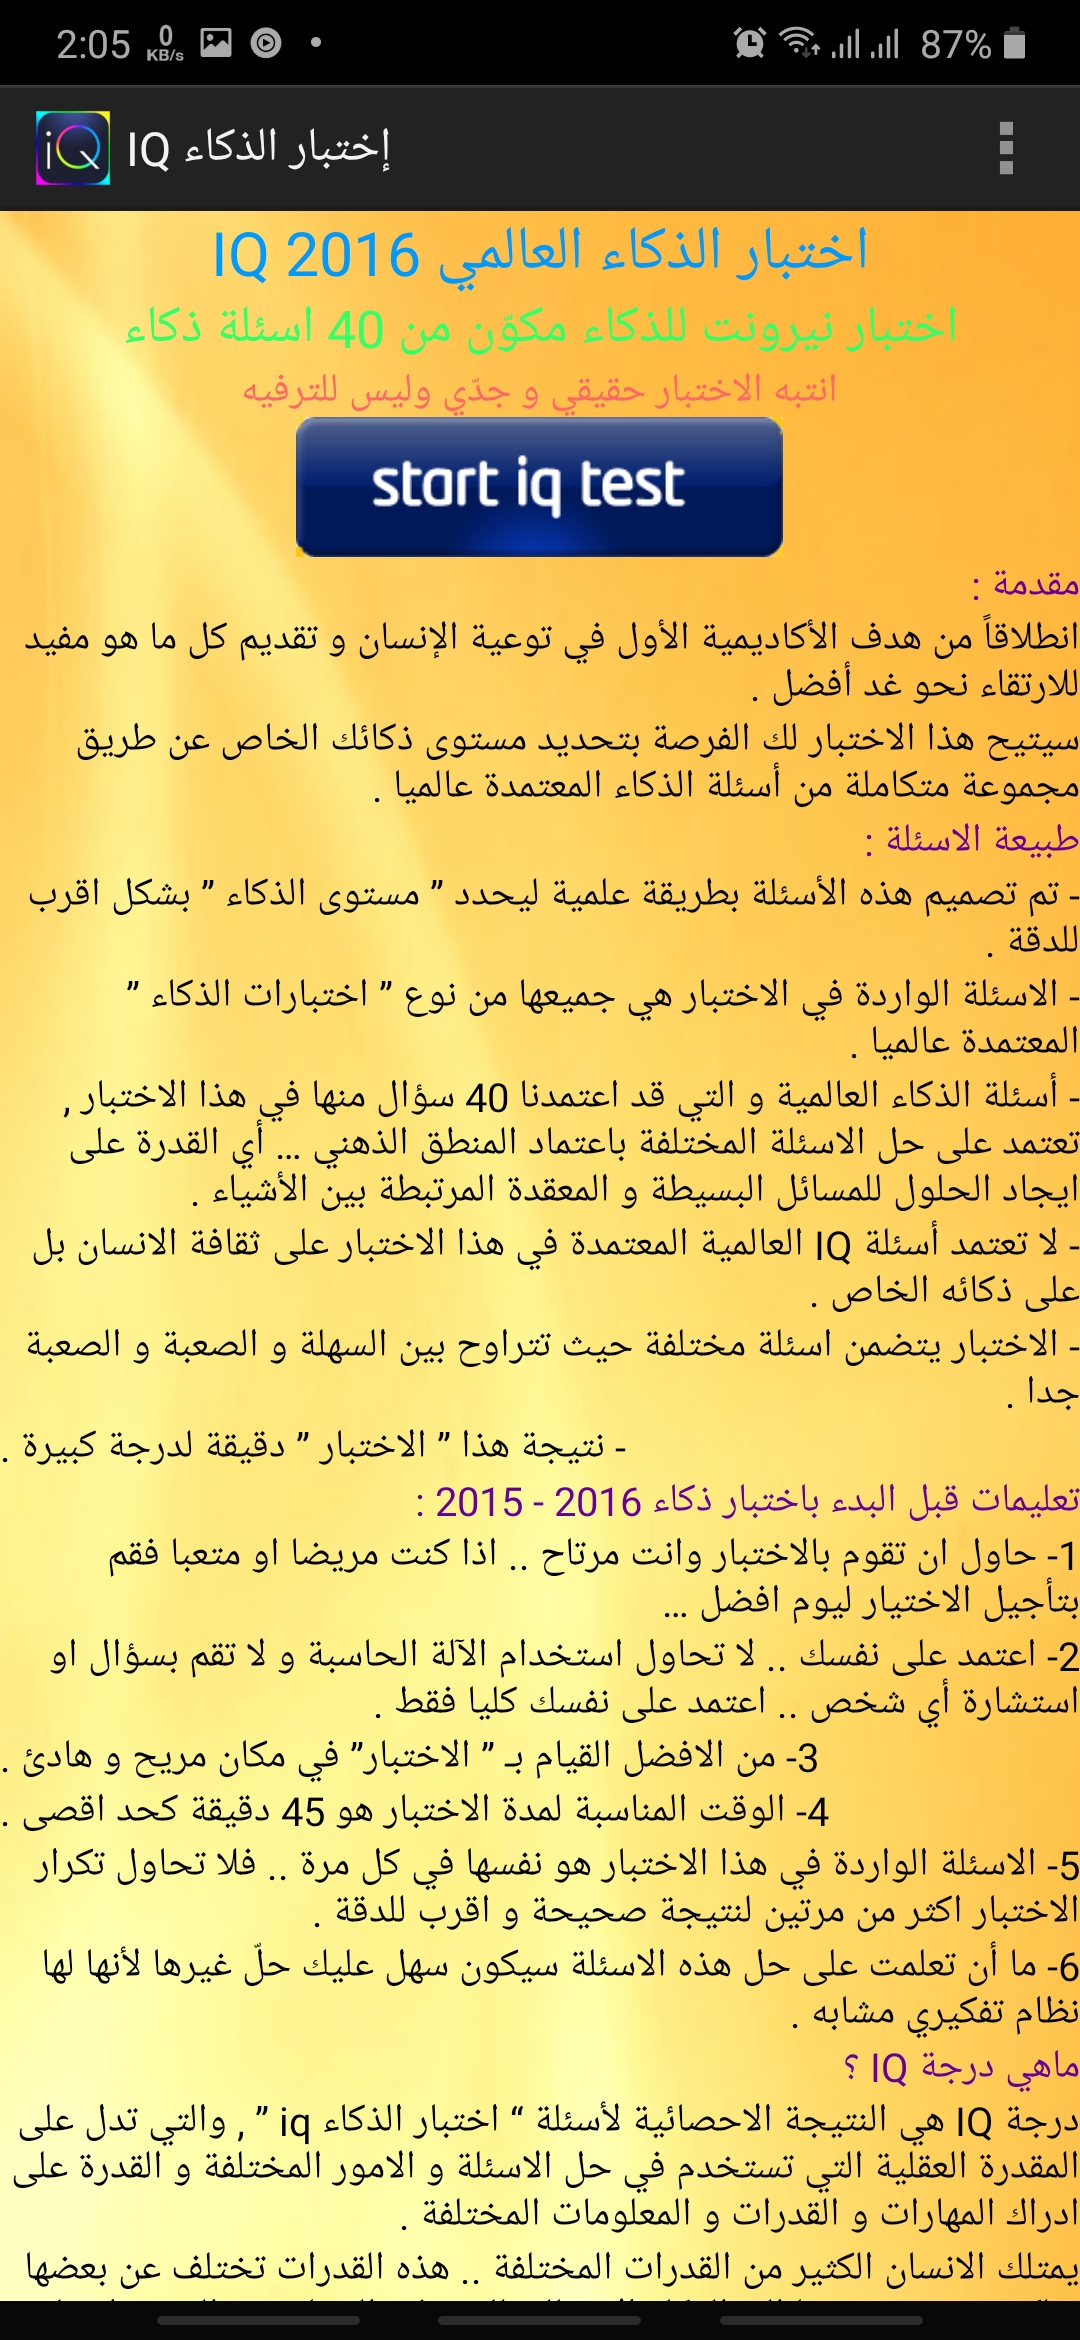 2:05
0
KB/s
87%
iQ
إختبار الذكاء IQ
اختبار الذكاء العالمي IQ 2016
اختبار نيرونت للذكاء مكوّن من 40 اسئلة ذكاء
انتبه الاختبار حقيقي و جدّي وليس للترفيه
start iq test
مقدمة :
انطلاقاً من هدف الأكاديمية الأول في توعية الإنسان و تقديم كل ما هو مفيد
للارتقاء نحو غد أفضل .
سيتيح هذا الاختبار لك الفرصة بتحديد مستوى ذكائك الخاص عن طريق
مجموعة متكاملة من أسئلة الذكاء المعتمدة عالميا .
طبيعة الاسئلة :
- تم تصميم هذه الأسئلة بطريقة علمية ليحدد ” مستوى الذكاء ” بشكل اقرب
للدقة .
- الاسئلة الواردة في الاختبار هي جميعها من نوع ” اختبارات الذكاء ”
المعتمدة عالميا .
- أسئلة الذكاء العالمية و التي قد اعتمدنا 40 سؤال منها في هذا الاختبار ,
تعتمد على حل الاسئلة المختلفة باعتماد المنطق الذهني ... أي القدرة على
ايجاد الحلول للمسائل البسيطة و المعقدة المرتبطة بين الأشياء .
- لا تعتمد أسئلة IQ العالمية المعتمدة في هذا الاختبار على ثقافة الانسان بل
على ذكائه الخاص .
- الاختبار يتضمن اسئلة مختلفة حيث تتراوح بين السهلة و الصعبة و الصعبة
جدا .
- نتيجة هذا ” الاختبار ” دقيقة لدرجة كبيرة .
تعليمات قبل البدء باختبار ذكاء 2016 - 2015 :
1- حاول ان تقوم بالاختبار وانت مرتاح .. اذا كنت مريضا او متعبا فقم
بتأجيل الاختيار ليوم افضل ...
2- اعتمد على نفسك .. لا تحاول استخدام الآلة الحاسبة و لا تقم بسؤال او
استشارة أي شخص .. اعتمد على نفسك كليا فقط .
3- من الافضل القيام بـ ” الاختبار” في مكان مريح و هادئ .
4- الوقت المناسبة لمدة الاختبار هو 45 دقيقة كحد اقصى .
5- الاسئلة الواردة في هذا الاختبار هو نفسها في كل مرة .. فلا تحاول تكرار
الاختبار اكثر من مرتين لنتيجة صحيحة و اقرب للدقة .
6- ما أن تعلمت على حل هذه الاسئلة سيكون سهل عليك حلّ غيرها لأنها لها
نظام تفكيري مشابه .
ماهي درجة IQ ؟
درجة IQ هي النتيجة الاحصائية لأسئلة “ اختبار الذكاء iq ” , والتي تدل على
المقدرة العقلية التي تستخدم في حل الاسئلة و الامور المختلفة و القدرة على
ادراك المهارات و القدرات و المعلومات المختلفة .
يمتلك الانسان الكثير من القدرات المختلفة .. هذه القدرات تختلف عن بعضها